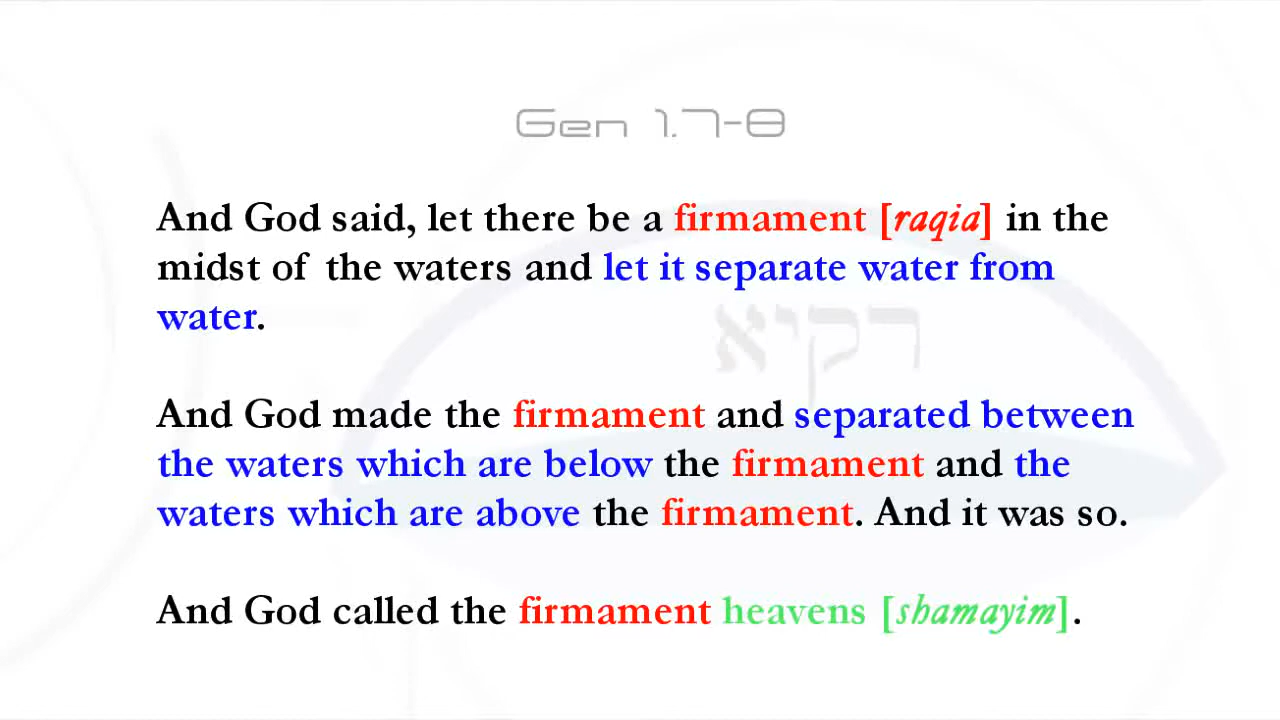 Gen 1.7-8
And God said, let there be a firmament [raqia] in the
midst of the waters and let it separate water from
water.
רקיא
And God made the firmament and separated between
the waters which are below the firmament and the
waters which are above the firmament. And it was so.
And God called the firmament heavens [shamayim].